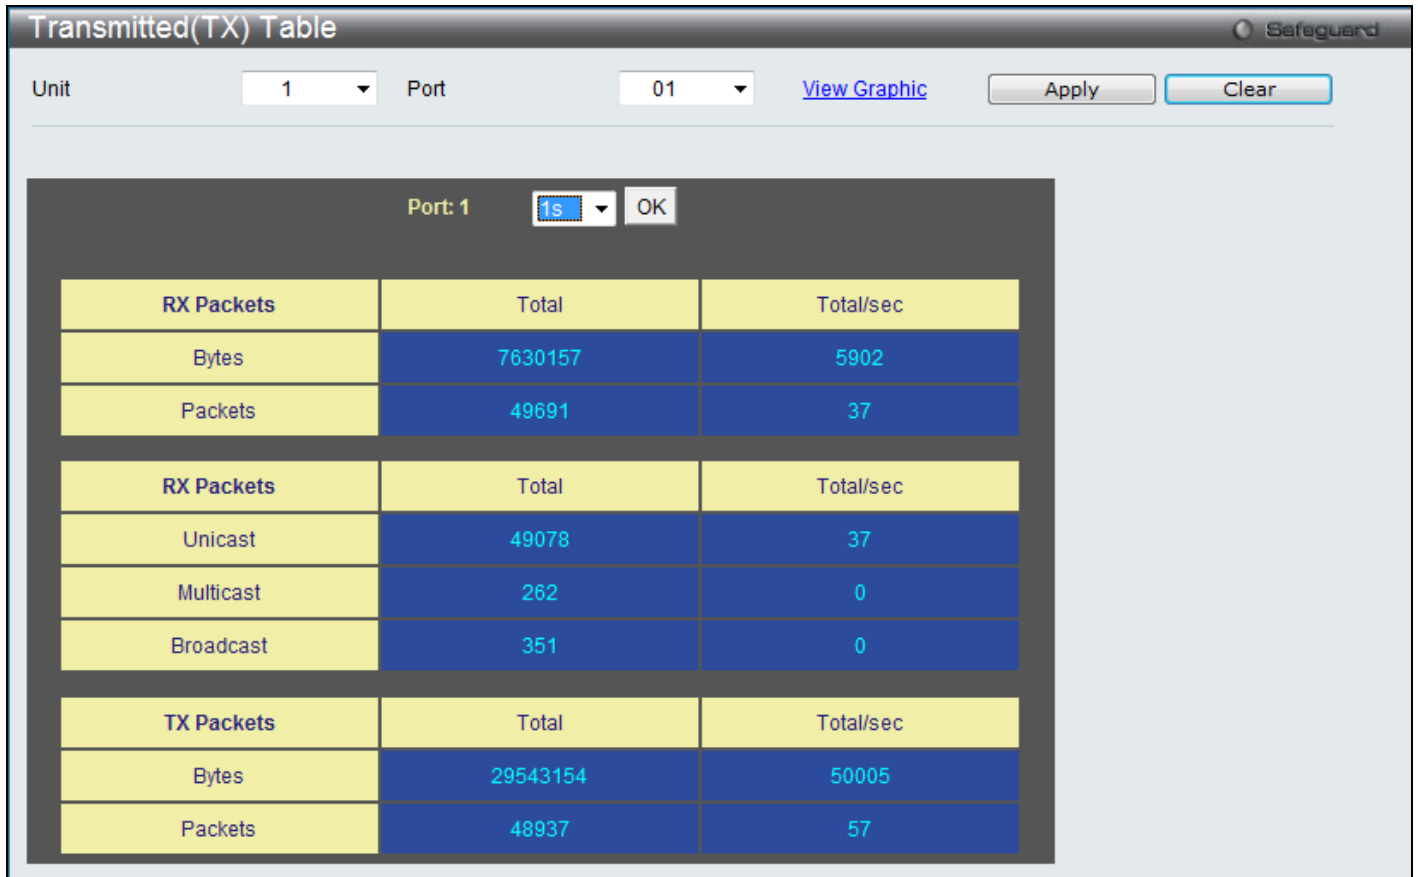 Transmitted(TX) Table Safeguard
Unit 1 Port 01 View Graphic Apply Clear
Port: 1 1s OK
RX Packets Total Total/sec
Bytes 7630157 5902
Packets 49691 37
RX Packets Total Total/sec
Unicast 49078 37
Multicast 262 0
Broadcast 351 0
TX Packets Total Total/sec
Bytes 29543154 50005
Packets 48937 57